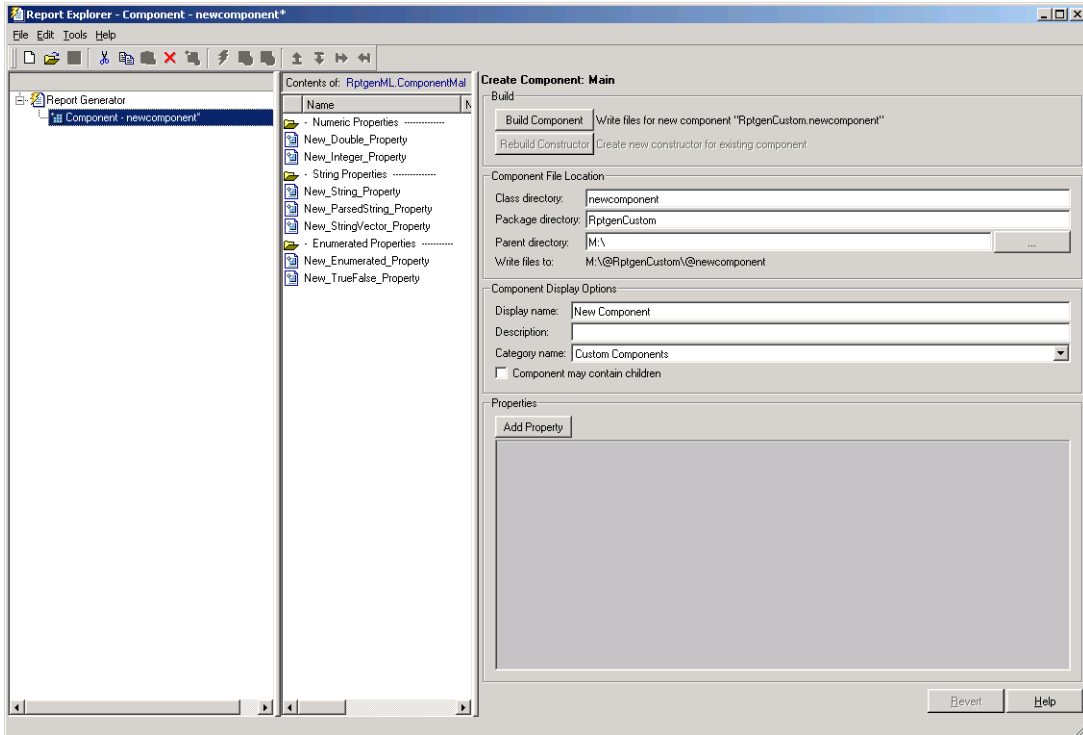 Report Explorer - Component - newcomponent*
File Edit Tools Help
Report Generator
Component - newcomponent*
Contents of: RptgenML.ComponentMal
Name N
- Numeric Properties -------------
New_Double_Property
New_Integer_Property
- String Properties --------------
New_String_Property
New_ParsedString_Property
New_StringVector_Property
- Enumerated Properties ----------
New_Enumerated_Property
New_TrueFalse_Property
Create Component: Main
Build
Build Component Write files for new component "RptgenCustom.newcomponent"
Rebuild Constructor Create new constructor for existing component
Component File Location
Class directory: newcomponent
Package directory: RptgenCustom
Parent directory: M:\ ...
Write files to: M:\@RptgenCustom\@newcomponent
Component Display Options
Display name: New Component
Description:
Category name: Custom Components
Component may contain children
Properties
Add Property
Revert Help